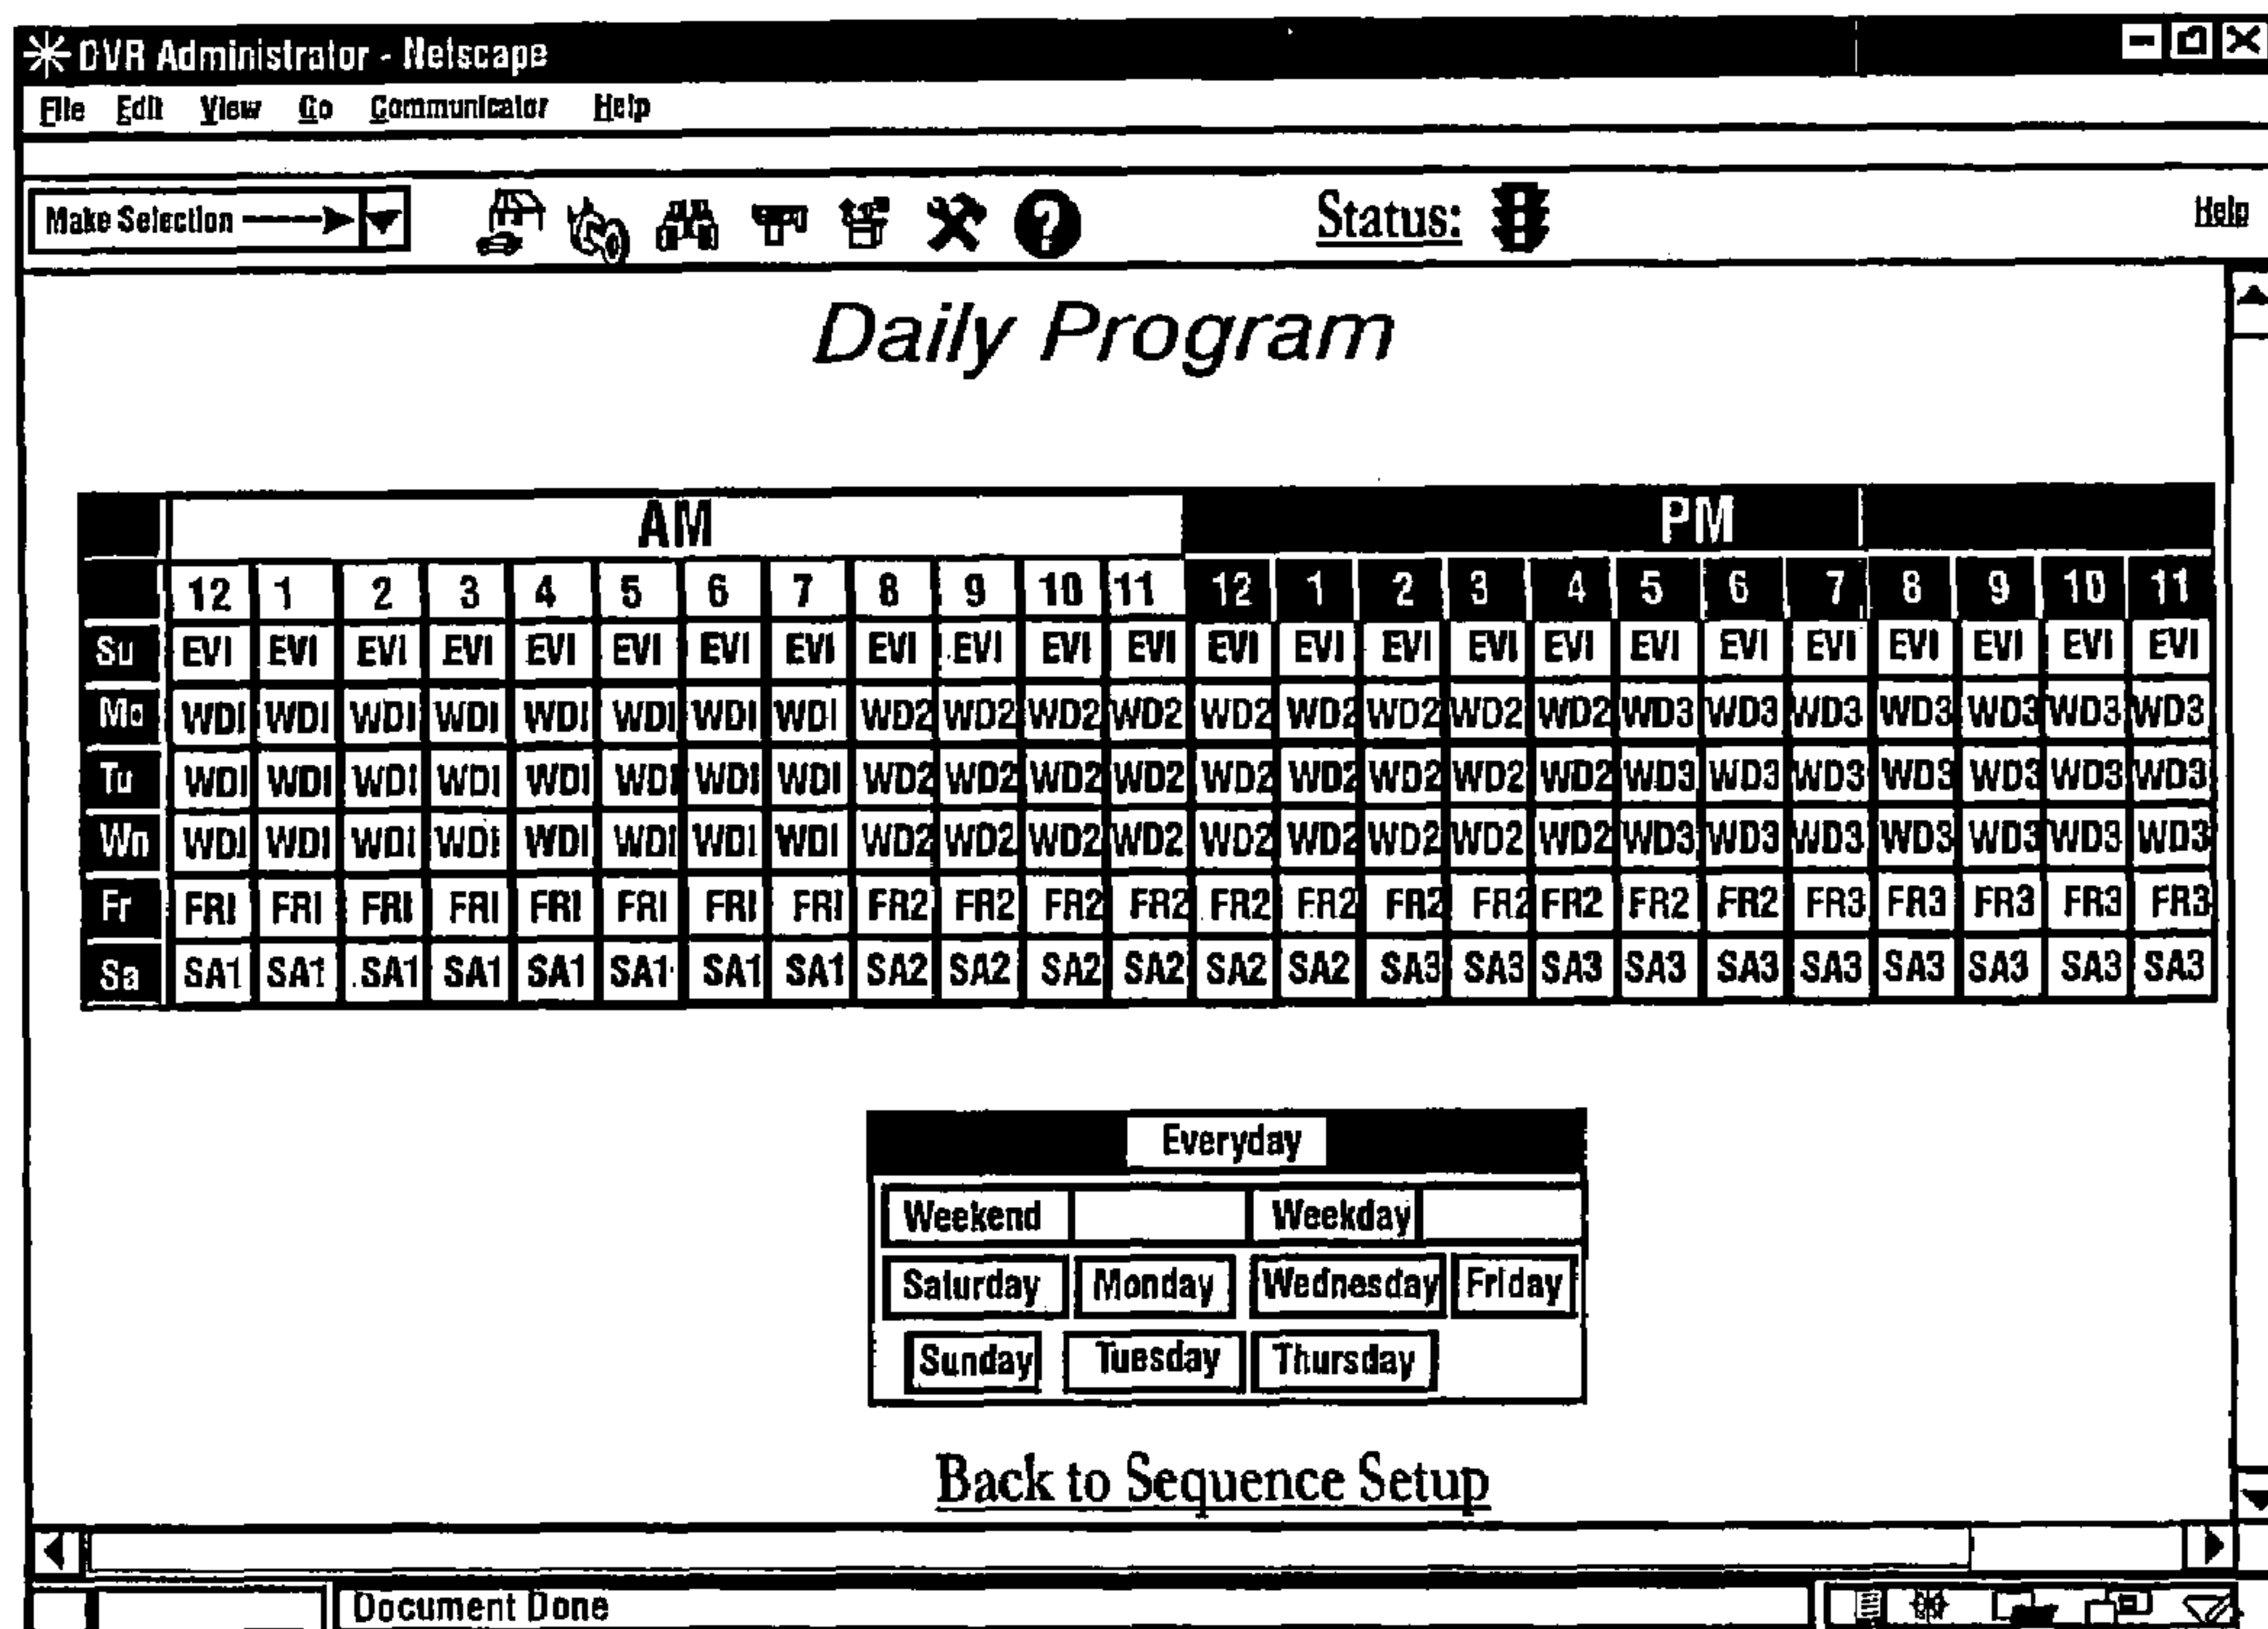 DVR Administrator - Netscape
File Edit View Go Communicator Help
Make Selection Status: Help
Daily Program
AM PM
12 1 2 3 4 5 6 7 8 9 10 11 12 1 2 3 4 5 6 7 8 9 10 11
Su EVI EVI EVI EVI EVI EVI EVI EVI EVI EVI EVI EVI EVI EVI EVI EVI EVI EVI EVI EVI EVI EVI EVI EVI
Mo WDI WDI WDI WDI WDI WDI WDI WDI WD2 WD2 WD2 WD2 WD2 WD2 WD2 WD2 WD2 WD3 WD3 WD3 WD3 WD3 WD3 WD3
Tu WDI WDI WDI WDI WDI WDI WDI WDI WD2 WD2 WD2 WD2 WD2 WD2 WD2 WD2 WD2 WD3 WD3 WD3 WD3 WD3 WD3 WD3
Wn WDI WDI WDI WDI WDI WDI WDI WDI WD2 WD2 WD2 WD2 WD2 WD2 WD2 WD2 WD2 WD3 WD3 WD3 WD3 WD3 WD3 WD3
Fr FRI FRI FRI FRI FRI FRI FRI FRI FR2 FR2 FR2 FR2 FR2 FR2 FR2 FR2 FR2 FR2 FR2 FR3 FR3 FR3 FR3 FR3
Sa SA1 SA1 SA1 SA1 SA1 SA1 SA1 SA1 SA2 SA2 SA2 SA2 SA2 SA2 SA3 SA3 SA3 SA3 SA3 SA3 SA3 SA3 SA3 SA3
Everyday
Weekend Weekday
Saturday Monday Wednesday Friday
Sunday Tuesday Thursday
Back to Sequence Setup
Document Done